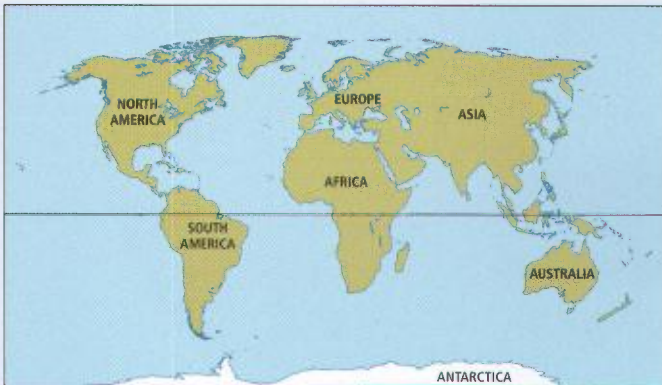 NORTH
AMERICA
EUROPE
ASIA
AFRICA
SOUTH
AMERICA
AUSTRALIA
ANTARCTICA